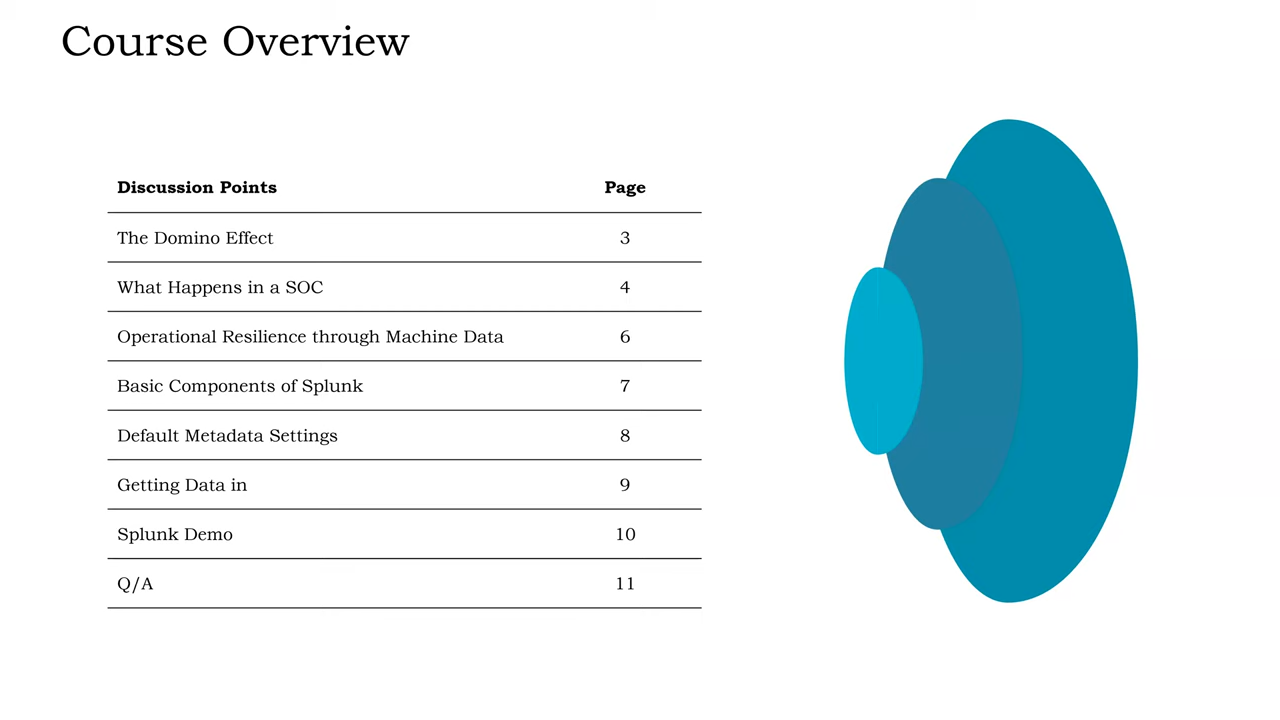 Course Overview
Discussion Points Page
The Domino Effect 3
What Happens in a SOC 4
Operational Resilience through Machine Data 6
Basic Components of Splunk 7
Default Metadata Settings 8
Getting Data in 9
Splunk Demo 10
Q/A 11